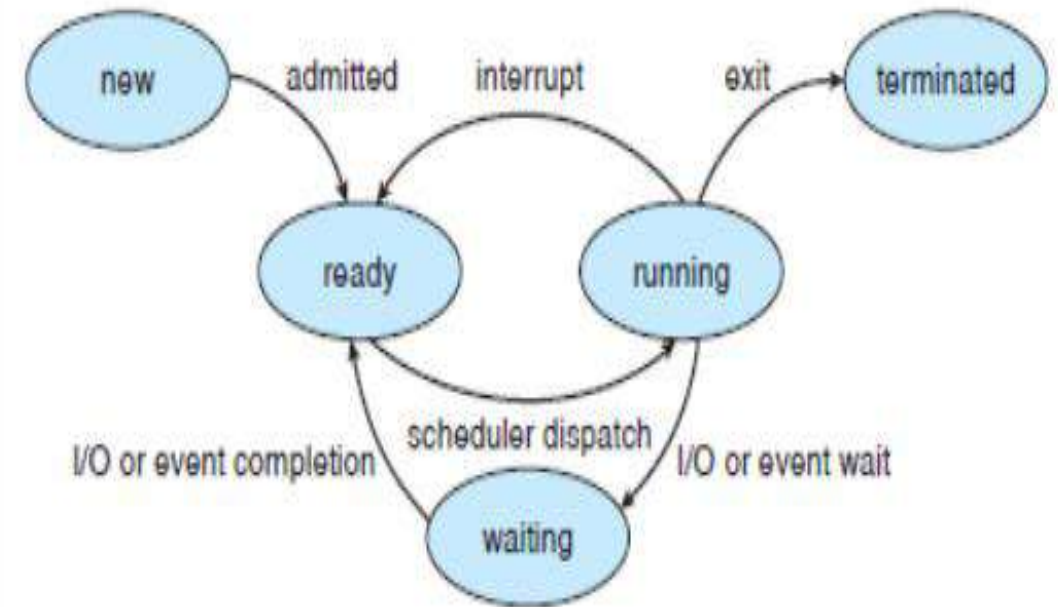 new
admitted
interrupt
exit
terminated
ready
running
I/O or event completion
scheduler dispatch
I/O or event wait
waiting